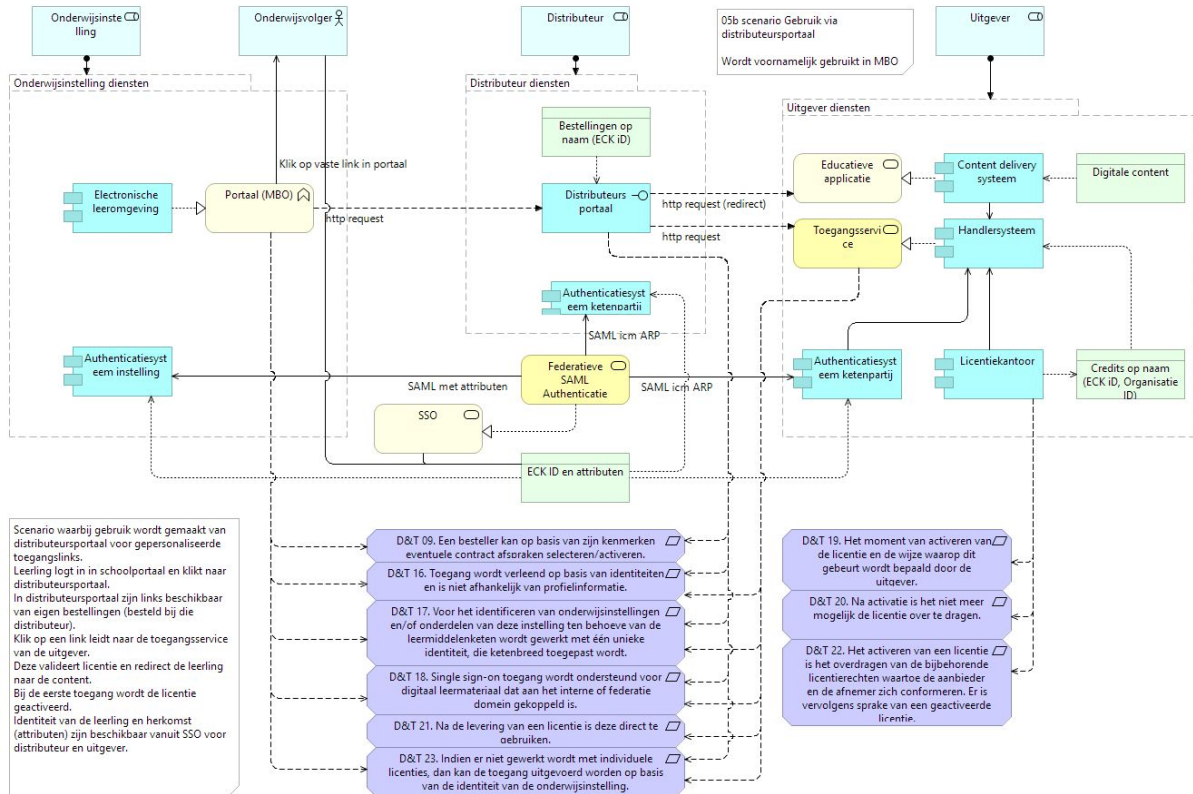 Onderwijsinste
lling
Onderwijsvolger
Distributeur
05b scenario Gebruik via
distributeursportaal
Wordt voornamelijk gebruikt in MBO
Uitgever
Onderwijsinstelling diensten
Distributeur diensten
Uitgever diensten
Bestellingen op
naam (ECK iD)
Klik op vaste link in portaal
Electronische
leeromgeving
Portaal (MBO)
http request
Distributeurs
portaal
http request (redirect)
http request
Educatieve
applicatie
Content delivery
systeem
Digitale content
Toegangsservi
ce
Handlersysteem
Authenticatiesyst
eem ketenpartij
SAML icm ARP
Authenticatiesyst
eem instelling
SAML met attributen
Federatieve
SAML
Authenticatie
SAML icm ARP
Authenticatiesyst
eem ketenpartij
Licentiekantoor
Credits op naam
(ECK iD, Organisatie
ID)
SSO
ECK ID en attributen
Scenario waarbij gebruik wordt gemaakt van
distributeursportaal voor gepersonaliseerde
toegangslinks.
Leerling logt in in schoolportaal en klikt naar
distributeursportaal.
In distributeursportaal zijn links beschikbaar
van eigen bestellingen (besteld bij die
distributeur).
Klik op een link leidt naar de toegangsservice
van de uitgever.
Deze valideert licentie en redirect de leerling
naar de content.
Bij de eerste toegang wordt de licentie
geactiveerd.
Identiteit van de leerling en herkomst
(attributen) zijn beschikbaar vanuit SSO voor
distributeur en uitgever.
D&T 09. Een besteller kan op basis van zijn kenmerken
eventuele contract afspraken selecteren/activeren.
D&T 16. Toegang wordt verleend op basis van identiteiten
en is niet afhankelijk van profielinformatie.
D&T 17. Voor het identificeren van onderwijsinstellingen
en/of onderdelen van deze instelling ten behoeve van de
leermiddelenketen wordt gewerkt met één unieke
identiteit, die ketenbreed toegepast wordt.
D&T 18. Single sign-on toegang wordt ondersteund voor
digitaal leermateriaal dat aan het interne of federatie
domein gekoppeld is.
D&T 21. Na de levering van een licentie is deze direct te
gebruiken.
D&T 23. Indien er niet gewerkt wordt met individuele
licenties, dan kan de toegang uitgevoerd worden op basis
van de identiteit van de onderwijsinstelling.
D&T 19. Het moment van activeren van
de licentie en de wijze waarop dit
gebeurt wordt bepaald door de
uitgever.
D&T 20. Na activatie is het niet meer
mogelijk de licentie over te dragen.
D&T 22. Het activeren van een licentie
is het overdragen van de bijbehorende
licentierechten waartoe de aanbieder
en de afnemer zich conformeren. Er is
vervolgens sprake van een geactiveerde
licentie.